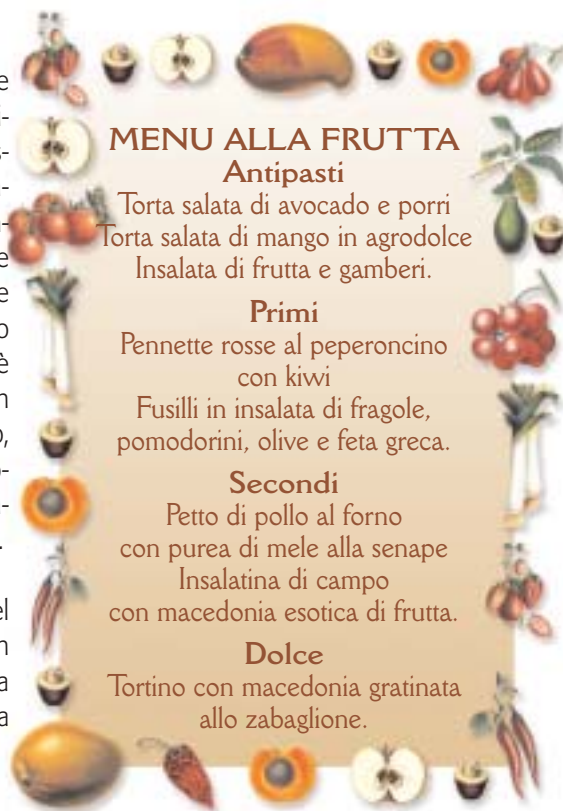 MENU ALLA FRUTTA
Antipasti
Torta salata di avocado e porri
Torta salata di mango in agrodolce
Insalata di frutta e gamberi.
Primi
Pennette rosse al peperoncino
con kiwi
Fusilli in insalata di fragole,
pomodorini, olive e feta greca.
Secondi
Petto di pollo al forno
con purea di mele alla senape
Insalatina di campo
con macedonia esotica di frutta.
Dolce
Tortino con macedonia gratinata
allo zabaglione.